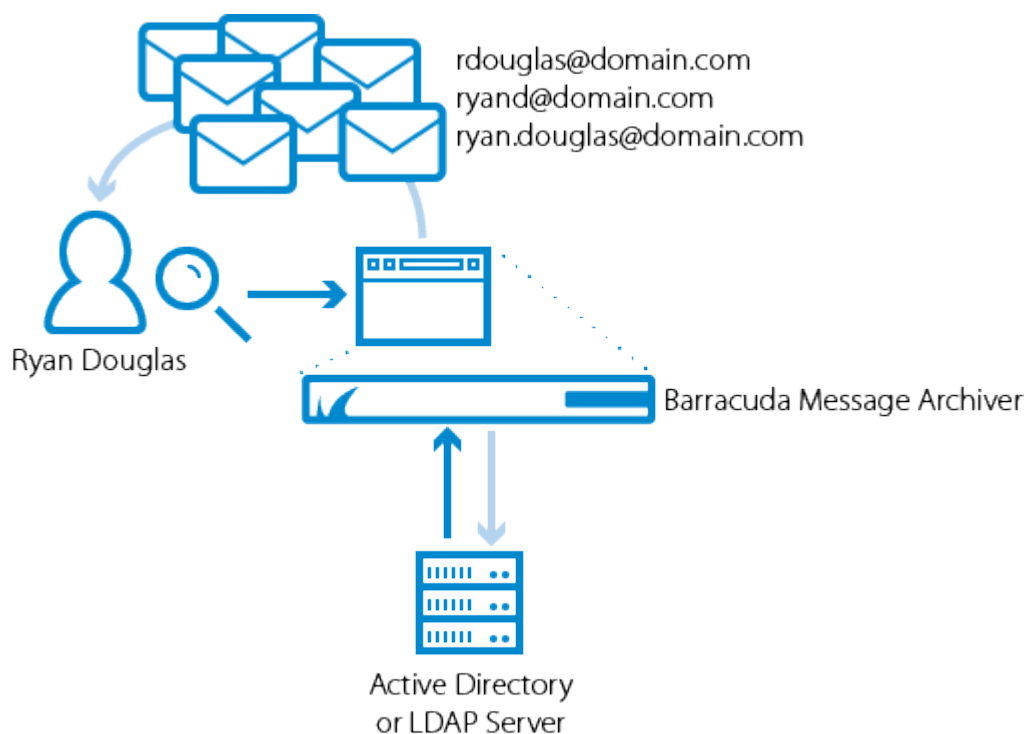 rdouglas@domain.com
ryand@domain.com
ryan.douglas@domain.com
Ryan Douglas
Barracuda Message Archiver
Active Directory
or LDAP Server